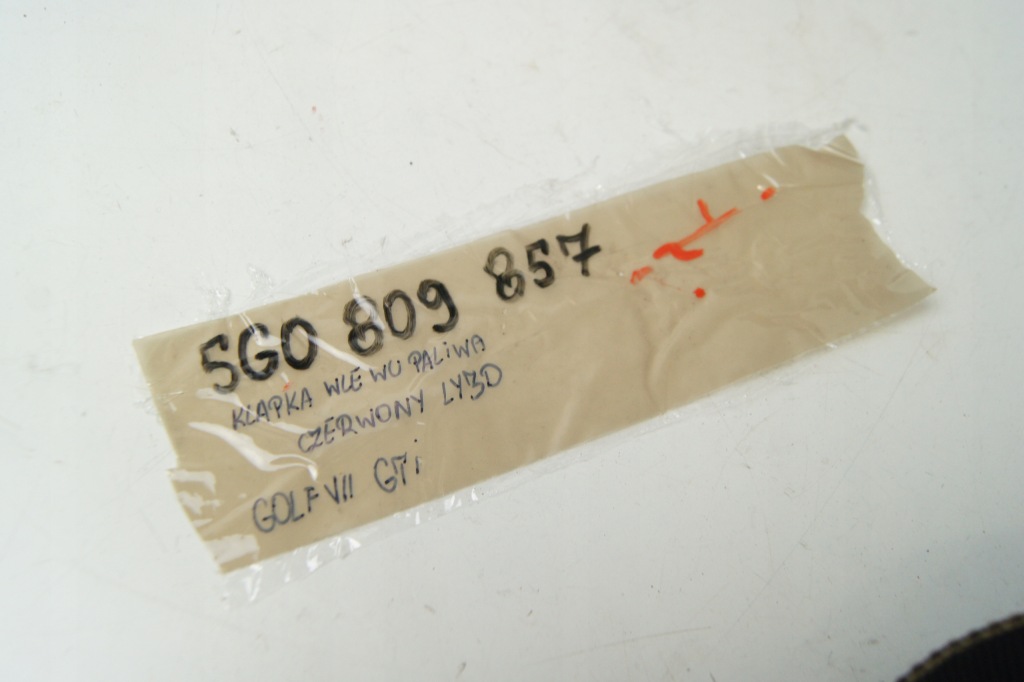 5G0 809 857
KLAPKA WLEWU PALIWA
CZERWONY LY3D
GOLF VII GTi